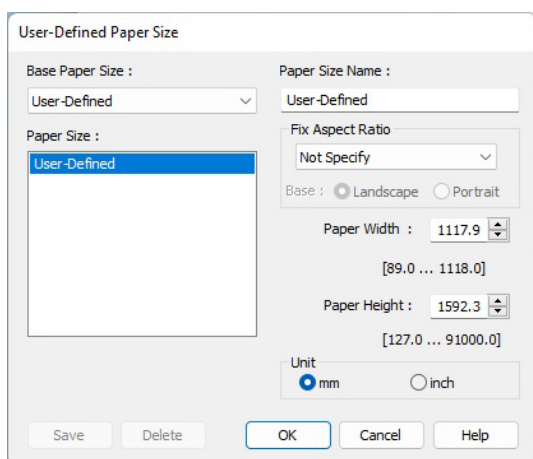 User-Defined Paper Size
Base Paper Size :
User-Defined
Paper Size :
User-Defined
Paper Size Name :
User-Defined
Fix Aspect Ratio
Not Specify
Base : Landscape Portrait
Paper Width : 1117.9
[89.0 ... 1118.0]
Paper Height : 1592.3
[127.0 ... 91000.0]
Unit
mm inch
Save Delete OK Cancel Help